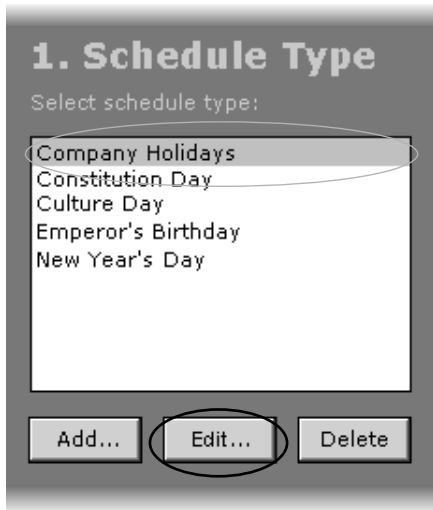 1. Schedule Type
Select schedule type:
Company Holidays
Constitution Day
Culture Day
Emperor's Birthday
New Year's Day
Add... Edit... Delete